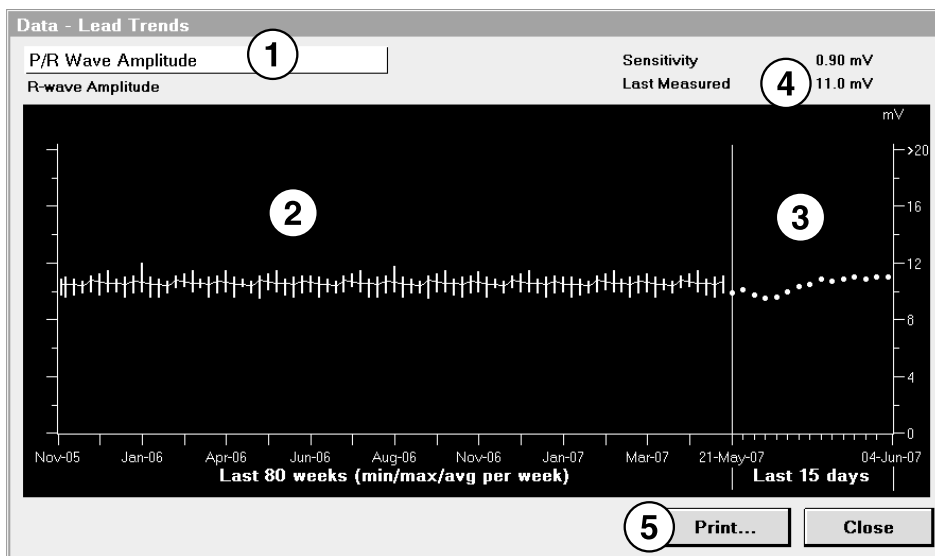 Data - Lead Trends
P/R Wave Amplitude
1
Sensitivity 0.90 mV
R-wave Amplitude
Last Measured 4 11.0 mV
mV
>20
16
2
3
12
8
4
0
Nov-05 Jan-06 Apr-06 Jun-06 Aug-06 Nov-06 Jan-07 Mar-07 21-May-07 04-Jun-07
Last 80 weeks (min/max/avg per week) Last 15 days
5 Print... Close